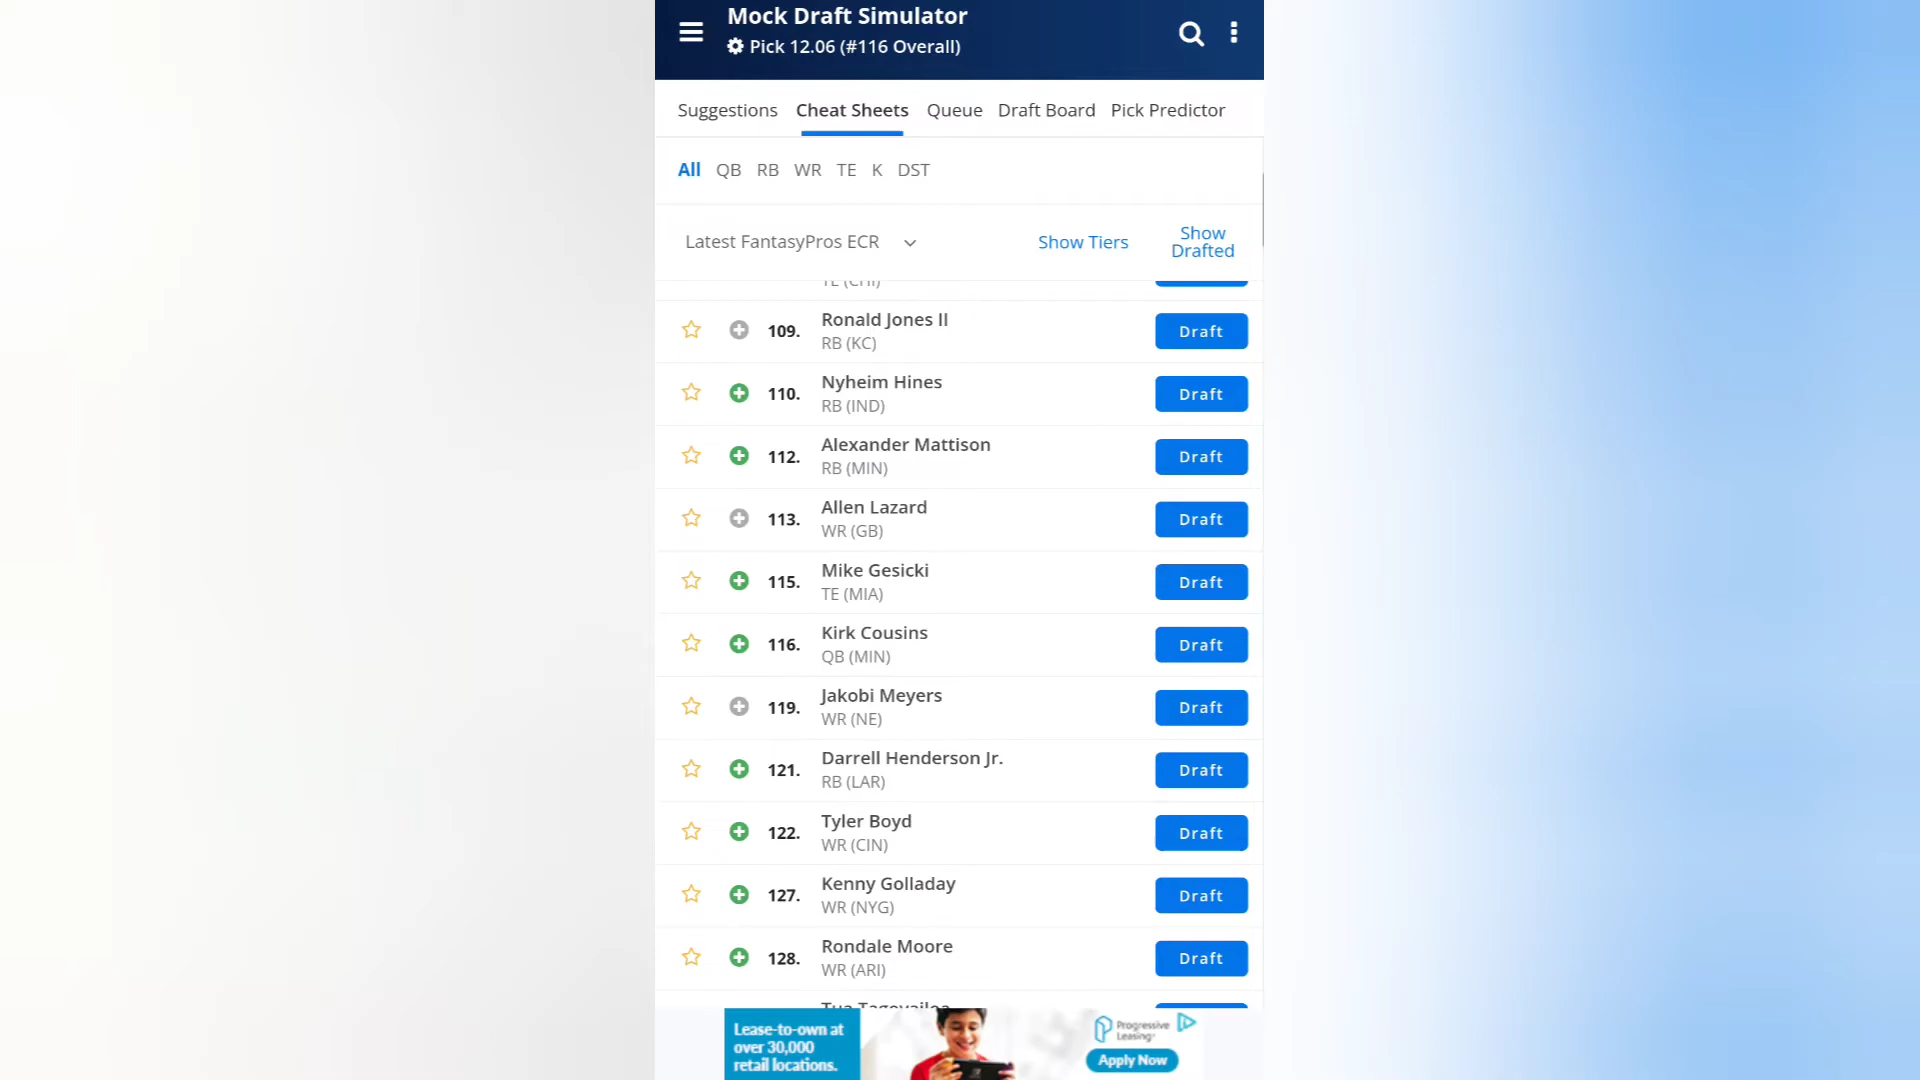 Mock Draft Simulator
Pick 12.06 (#116 Overall)
Suggestions Cheat Sheets Queue Draft Board Pick Predictor
All QB RB WR TE K DST
Latest FantasyPros ECR Show Tiers Show Drafted
TE (CHI)
109. Ronald Jones II Draft
RB (KC)
110. Nyheim Hines Draft
RB (IND)
112. Alexander Mattison Draft
RB (MIN)
113. Allen Lazard Draft
WR (GB)
115. Mike Gesicki Draft
TE (MIA)
116. Kirk Cousins Draft
QB (MIN)
119. Jakobi Meyers Draft
WR (NE)
121. Darrell Henderson Jr. Draft
RB (LAR)
122. Tyler Boyd Draft
WR (CIN)
127. Kenny Golladay Draft
WR (NYG)
128. Rondale Moore Draft
WR (ARI)
Tua Tagovailoa
Lease-to-own at
over 30,000
retail locations.
Progressive
Leasing
Apply Now